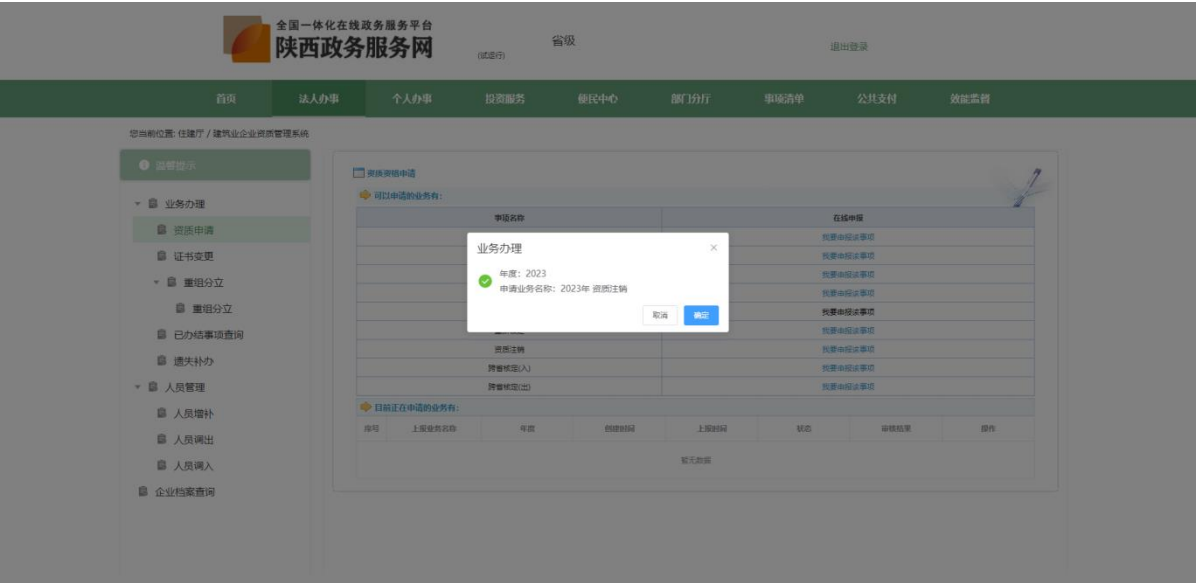 全国一体化在线政务服务平台
陕西政务服务网
(试运行)
省级
退出登录
首页 法人办事 个人办事 投资服务 便民中心 部门分厅 事项清单 公共支付 效能监督
您当前位置: 住建厅 / 建筑业企业资质管理系统
温馨提示
业务办理
资质申请
证书变更
重组分立
重组分立
已办结事项查询
遗失补办
人员管理
人员增补
人员调出
人员调入
企业档案查询
资质资格申请
可以申请的业务有:
事项名称 在线申报
我要申报该事项
我要申报该事项
我要申报该事项
我要申报该事项
我要申报该事项
我要申报该事项
资质注销 我要申报该事项
跨省核定(入) 我要申报该事项
跨省核定(出) 我要申报该事项
业务办理
年度: 2023
申请业务名称: 2023年 资质注销
取消 确定
目前正在申请的业务有:
序号 上报业务名称 年度 创建时间 上报时间 状态 审核结果 操作
暂无数据